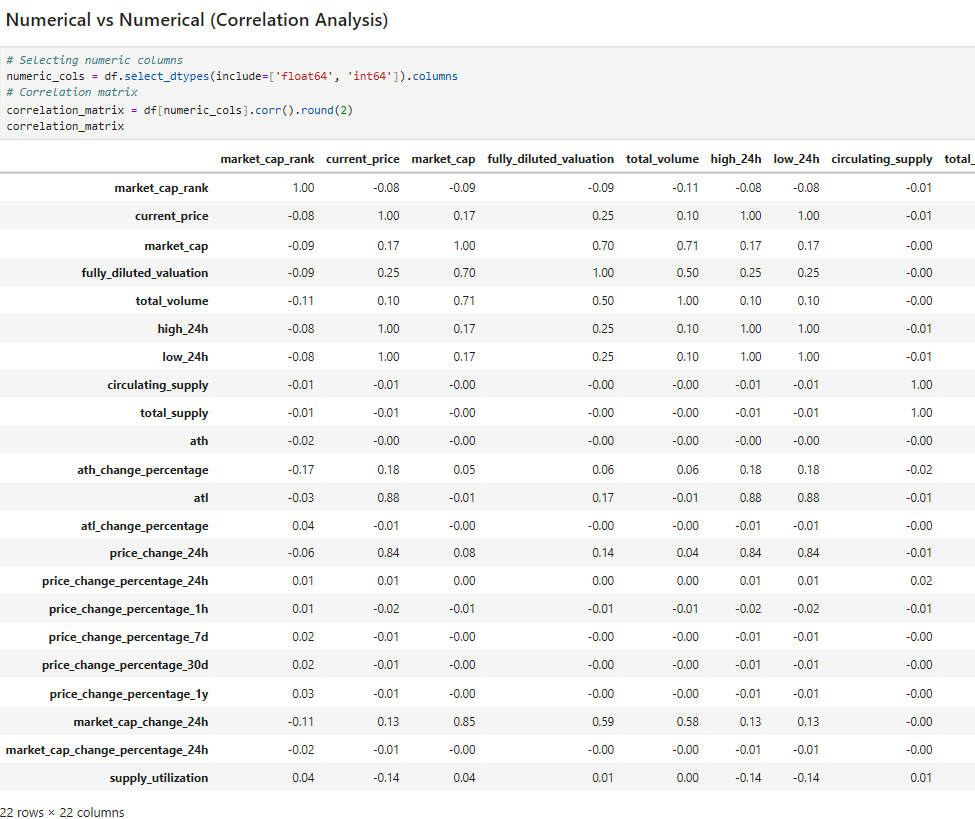 Numerical vs Numerical (Correlation Analysis)
# Selecting numeric columns
numeric_cols = df.select_dtypes(include=['float64', 'int64']).columns
# Correlation matrix
correlation_matrix = df[numeric_cols].corr().round(2)
correlation_matrix
market_cap_rank current_price market_cap fully_diluted_valuation total_volume high_24h low_24h circulating_supply total_
market_cap_rank 1.00 -0.08 -0.09 -0.09 -0.11 -0.08 -0.08 -0.01
current_price -0.08 1.00 0.17 0.25 0.10 1.00 1.00 -0.01
market_cap -0.09 0.17 1.00 0.70 0.71 0.17 0.17 -0.00
fully_diluted_valuation -0.09 0.25 0.70 1.00 0.50 0.25 0.25 -0.00
total_volume -0.11 0.10 0.71 0.50 1.00 0.10 0.10 -0.00
high_24h -0.08 1.00 0.17 0.25 0.10 1.00 1.00 -0.01
low_24h -0.08 1.00 0.17 0.25 0.10 1.00 1.00 -0.01
circulating_supply -0.01 -0.01 -0.00 -0.00 -0.00 -0.01 -0.01 1.00
total_supply -0.01 -0.01 -0.00 -0.00 -0.00 -0.01 -0.01 1.00
ath -0.02 -0.00 -0.00 -0.00 -0.00 -0.00 -0.00 -0.00
ath_change_percentage -0.17 0.18 0.05 0.06 0.06 0.18 0.18 -0.02
atl -0.03 0.88 -0.01 0.17 -0.01 0.88 0.88 -0.01
atl_change_percentage 0.04 -0.01 -0.00 -0.00 -0.00 -0.01 -0.01 -0.00
price_change_24h -0.06 0.84 0.08 0.14 0.04 0.84 0.84 -0.01
price_change_percentage_24h 0.01 0.01 0.00 0.00 0.00 0.01 0.01 0.02
price_change_percentage_1h 0.01 -0.02 -0.01 -0.01 -0.01 -0.02 -0.02 -0.01
price_change_percentage_7d 0.02 -0.01 -0.00 -0.00 -0.00 -0.01 -0.01 -0.00
price_change_percentage_30d 0.02 -0.01 -0.00 -0.00 -0.00 -0.01 -0.01 -0.00
price_change_percentage_1y 0.03 -0.01 -0.00 -0.00 -0.00 -0.01 -0.01 -0.00
market_cap_change_24h -0.11 0.13 0.85 0.59 0.58 0.13 0.13 -0.00
market_cap_change_percentage_24h -0.02 -0.01 -0.00 -0.00 -0.00 -0.01 -0.01 -0.00
supply_utilization 0.04 -0.14 0.04 0.01 0.00 -0.14 -0.14 0.01
22 rows × 22 columns